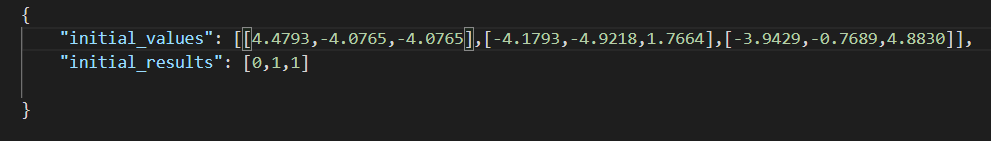 {
"initial_values": [[4.4793,-4.0765,-4.0765],[-4.1793,-4.9218,1.7664],[-3.9429,-0.7689,4.8830]],
"initial_results": [0,1,1]
}